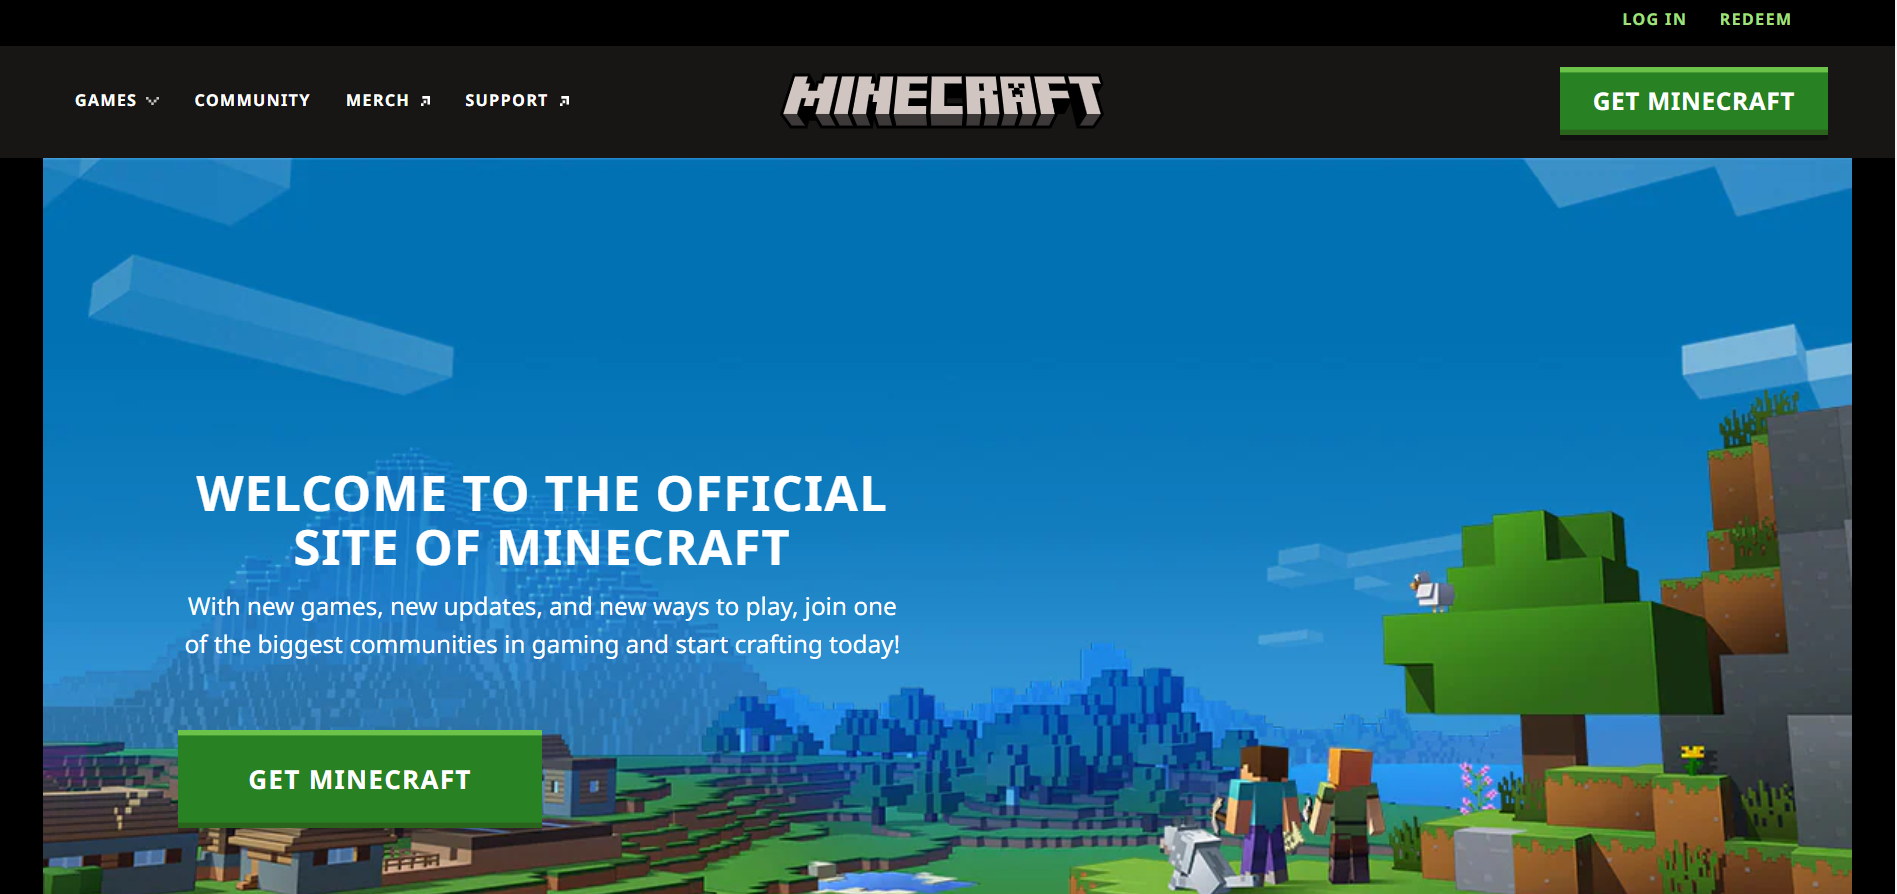 LOG IN REDEEM
GAMES COMMUNITY MERCH SUPPORT MINECRAFT GET MINECRAFT
WELCOME TO THE OFFICIAL
SITE OF MINECRAFT
With new games, new updates, and new ways to play, join one
of the biggest communities in gaming and start crafting today!
GET MINECRAFT